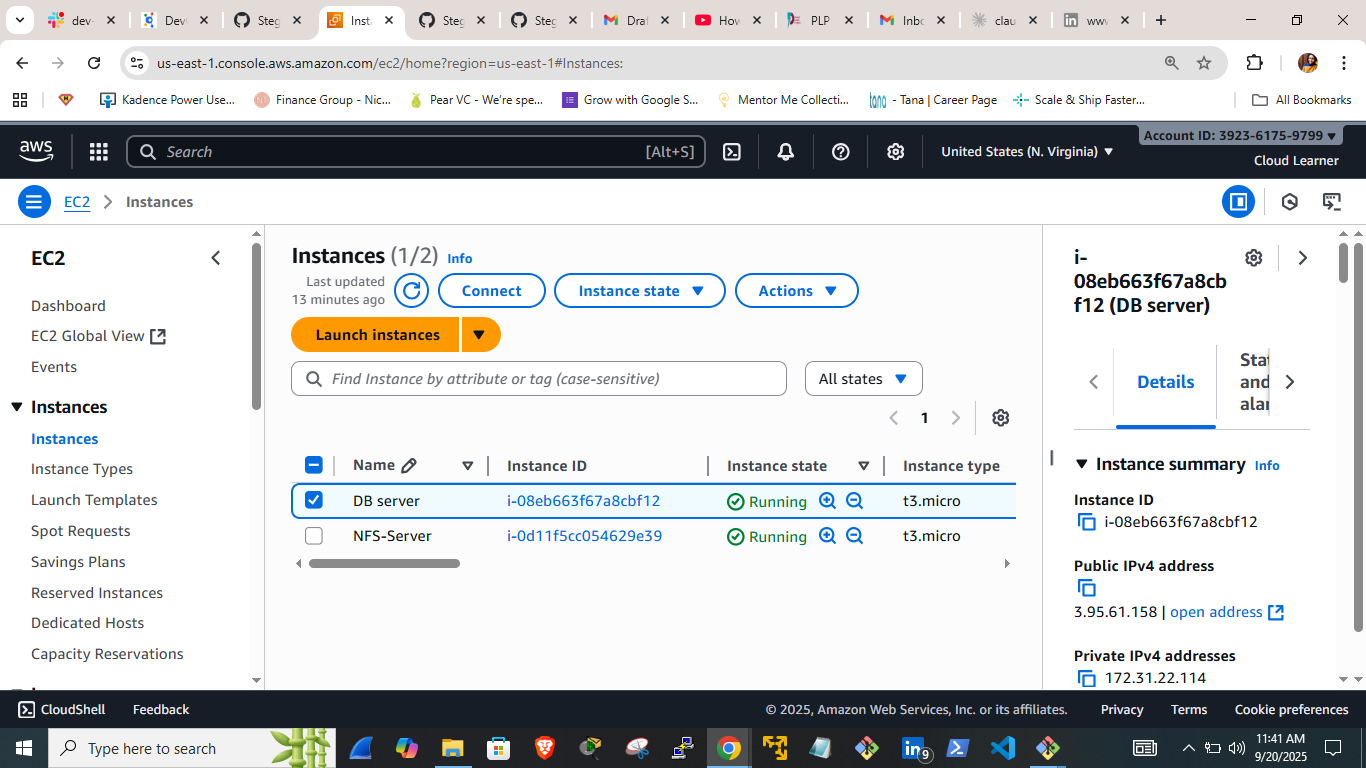 dev-
Dev
Steg
Insta
Steg
Steg
Draf
How
PLP
Inbo
clau
www
us-east-1.console.aws.amazon.com/ec2/home?region=us-east-1#Instances:
Kadence Power Use...
Finance Group - Nic...
Pear VC - We're spe...
Grow with Google S...
Mentor Me Collecti...
tana - Tana | Career Page
Scale & Ship Faster...
All Bookmarks
aws
Search
[Alt+S]
United States (N. Virginia)
Account ID: 3923-6175-9799
Cloud Learner
EC2
Instances
EC2
Dashboard
EC2 Global View
Events
Instances
Instances
Instance Types
Launch Templates
Spot Requests
Savings Plans
Reserved Instances
Dedicated Hosts
Capacity Reservations
Instances (1/2) Info
Last updated
13 minutes ago
Connect
Instance state
Actions
Launch instances
Find Instance by attribute or tag (case-sensitive)
All states
1
Name
Instance ID
Instance state
Instance type
DB server
i-08eb663f67a8cbf12
Running
t3.micro
NFS-Server
i-0d11f5cc054629e39
Running
t3.micro
i-
08eb663f67a8cb
f12 (DB server)
Details
Stat
and
alar
Instance summary Info
Instance ID
i-08eb663f67a8cbf12
Public IPv4 address
3.95.61.158 | open address
Private IPv4 addresses
172.31.22.114
CloudShell
Feedback
© 2025, Amazon Web Services, Inc. or its affiliates.
Privacy
Terms
Cookie preferences
Type here to search
9
11:41 AM
9/20/2025